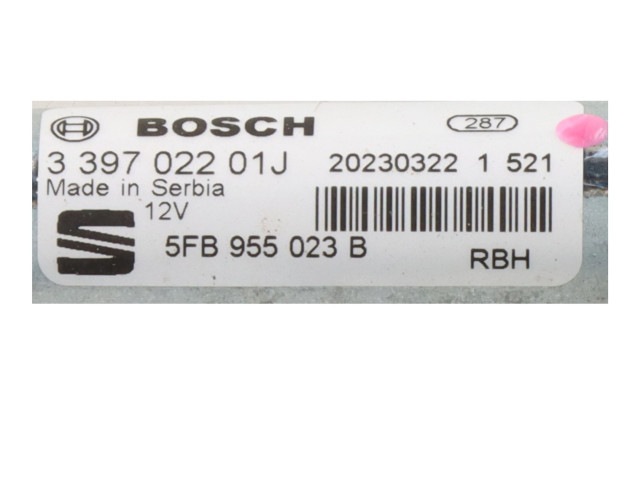 BOSCH 287
3 397 022 01J 20230322 1 521
Made in Serbia
12V
5FB 955 023 B RBH